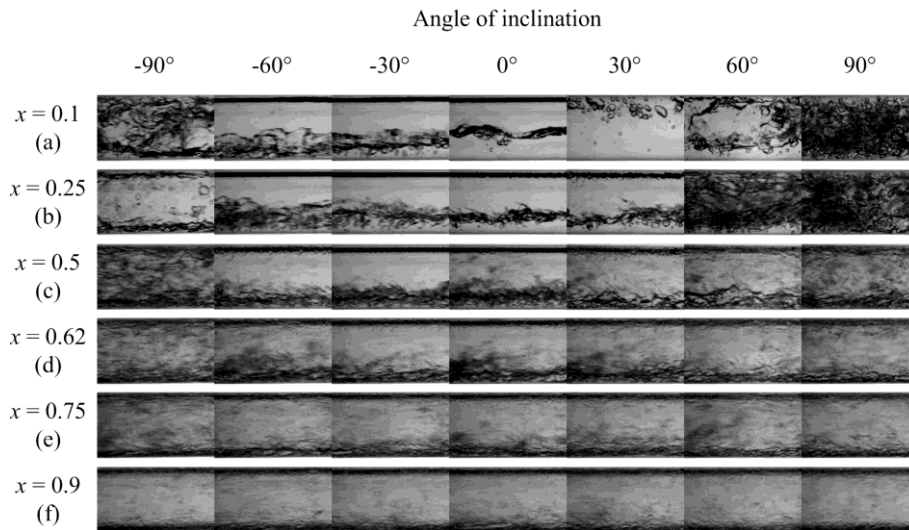 Angle of inclination
-90° -60° -30° 0° 30° 60° 90°
x = 0.1
(a)
x = 0.25
(b)
x = 0.5
(c)
x = 0.62
(d)
x = 0.75
(e)
x = 0.9
(f)